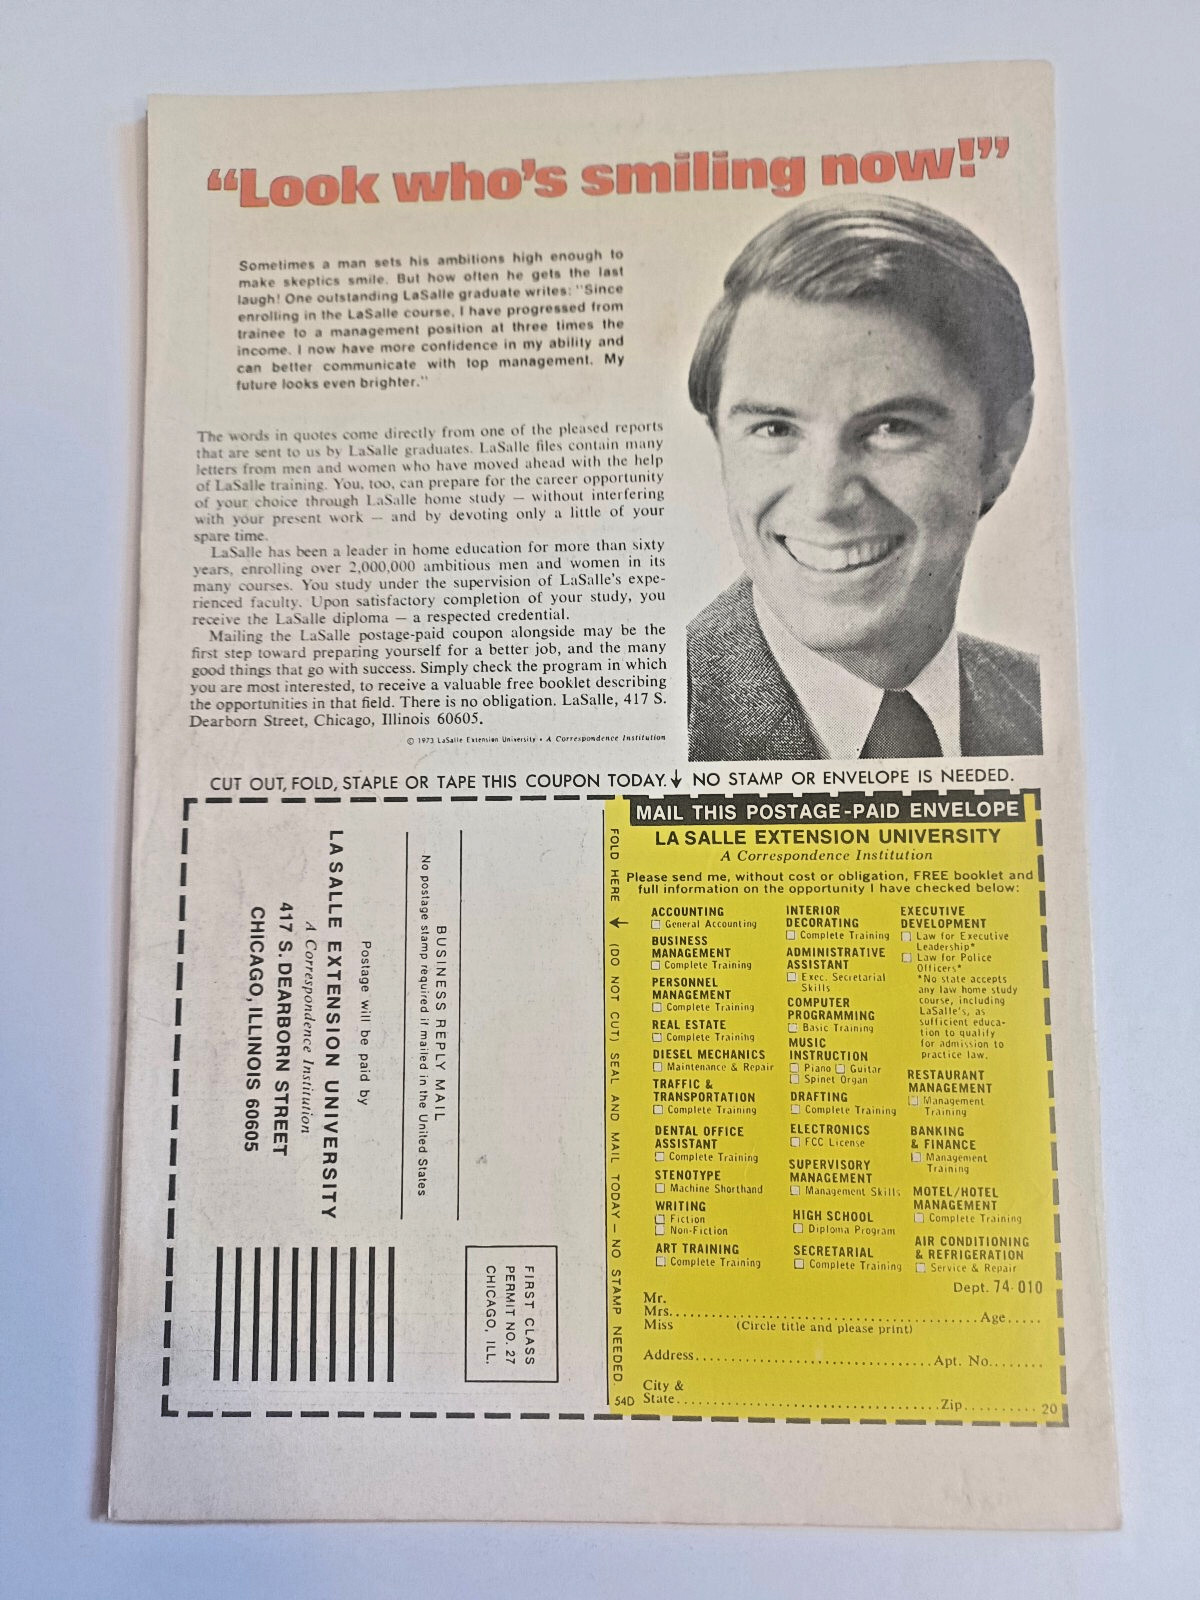 “Look who’s smiling now!”
Sometimes a man sets his ambitions high enough to
make skeptics smile. But how often he gets the last
laugh! One outstanding LaSalle graduate writes: "Since
enrolling in the LaSalle course, I have progressed from
trainee to a management position at three times the
income. I now have more confidence in my ability and
can better communicate with top management. My
future looks even brighter."
The words in quotes come directly from one of the pleased reports
that are sent to us by LaSalle graduates. LaSalle files contain many
letters from men and women who have moved ahead with the help
of LaSalle training. You, too, can prepare for the career opportunity
of your choice through LaSalle home study — without interfering
with your present work — and by devoting only a little of your
spare time.
LaSalle has been a leader in home education for more than sixty
years, enrolling over 2,000,000 ambitious men and women in its
many courses. You study under the supervision of LaSalle's expe-
rienced faculty. Upon satisfactory completion of your study, you
receive the LaSalle diploma — a respected credential.
Mailing the LaSalle postage-paid coupon alongside may be the
first step toward preparing yourself for a better job, and the many
good things that go with success. Simply check the program in which
you are most interested, to receive a valuable free booklet describing
the opportunities in that field. There is no obligation. LaSalle, 417 S.
Dearborn Street, Chicago, Illinois 60605.
© 1973 LaSalle Extension University • A Correspondence Institution
CUT OUT, FOLD, STAPLE OR TAPE THIS COUPON TODAY. NO STAMP OR ENVELOPE IS NEEDED.
FIRST CLASS
PERMIT NO. 27
CHICAGO, ILL.
BUSINESS REPLY MAIL
No postage stamp required if mailed in the United States
Postage will be paid by
LA SALLE EXTENSION UNIVERSITY
A Correspondence Institution
417 S. DEARBORN STREET
CHICAGO, ILLINOIS 60605
FOLD HERE (DO NOT CUT) SEAL AND MAIL TODAY — NO STAMP NEEDED.
54D
MAIL THIS POSTAGE-PAID ENVELOPE
LA SALLE EXTENSION UNIVERSITY
A Correspondence Institution
Please send me, without cost or obligation, FREE booklet and
full information on the opportunity I have checked below:
ACCOUNTING
General Accounting
BUSINESS
MANAGEMENT
Complete Training
PERSONNEL
MANAGEMENT
Complete Training
REAL ESTATE
Complete Training
DIESEL MECHANICS
Maintenance & Repair
TRAFFIC &
TRANSPORTATION
Complete Training
DENTAL OFFICE
ASSISTANT
Complete Training
STENOTYPE
Machine Shorthand
WRITING
Fiction
Non-Fiction
ART TRAINING
Complete Training
INTERIOR
DECORATING
Complete Training
ADMINISTRATIVE
ASSISTANT
Exec. Secretarial
Skills
COMPUTER
PROGRAMMING
Basic Training
MUSIC
INSTRUCTION
Piano Guitar
Spinet Organ
DRAFTING
Complete Training
ELECTRONICS
FCC License
SUPERVISORY
MANAGEMENT
Management Skills
HIGH SCHOOL
Diploma Program
SECRETARIAL
Complete Training
EXECUTIVE
DEVELOPMENT
Law for Executive
Leadership*
Law for Police
Officers*
*No state accepts
any law home study
course, including
LaSalle's, as
sufficient educa-
tion to qualify
for admission to
practice law.
RESTAURANT
MANAGEMENT
Management
Training
BANKING
& FINANCE
Management
Training
MOTEL/HOTEL
MANAGEMENT
Complete Training
AIR CONDITIONING
& REFRIGERATION
Service & Repair
Dept. 74-010
Mr.
Mrs. Age
Miss (Circle title and please print)
Address Apt. No.
City &
State Zip 20